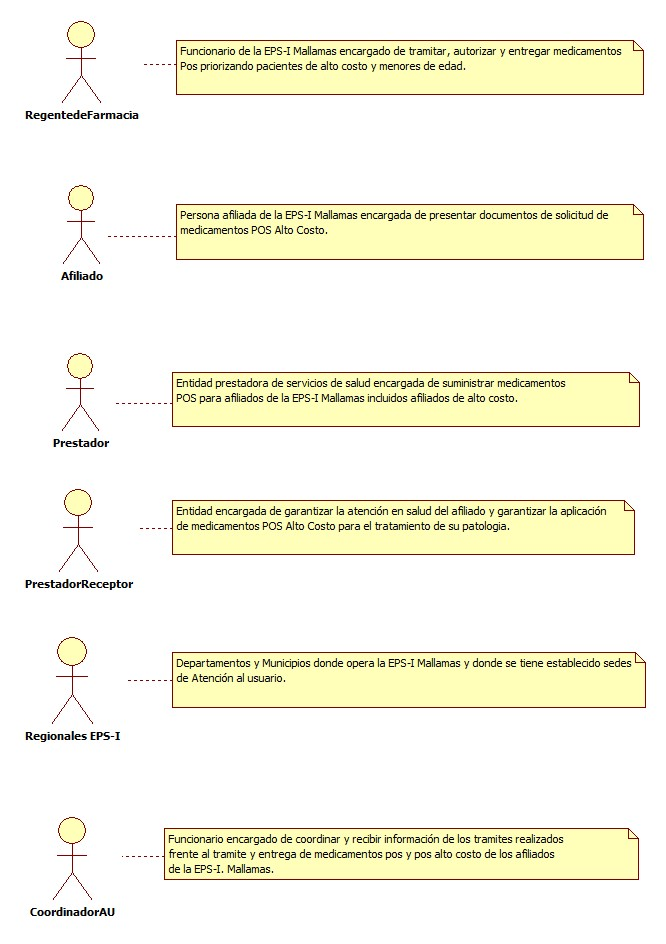 Funcionario de la EPS-I Mallamas encargado de tramitar, autorizar y entregar medicamentos
Pos priorizando pacientes de alto costo y menores de edad.
RegentedeFarmacia
Persona afiliada de la EPS-I Mallamas encargada de presentar documentos de solicitud de
medicamentos POS Alto Costo.
Afiliado
Entidad prestadora de servicios de salud encargada de suministrar medicamentos
POS para afiliados de la EPS-I Mallamas incluidos afiliados de alto costo.
Prestador
Entidad encargada de garantizar la atención en salud del afiliado y garantizar la aplicación
de medicamentos POS Alto Costo para el tratamiento de su patologia.
PrestadorReceptor
Departamentos y Municipios donde opera la EPS-I Mallamas y donde se tiene establecido sedes
de Atención al usuario.
Regionales EPS-I
Funcionario encargado de coordinar y recibir información de los tramites realizados
frente al tramite y entrega de medicamentos pos y pos alto costo de los afiliados
de la EPS-I. Mallamas.
CoordinadorAU